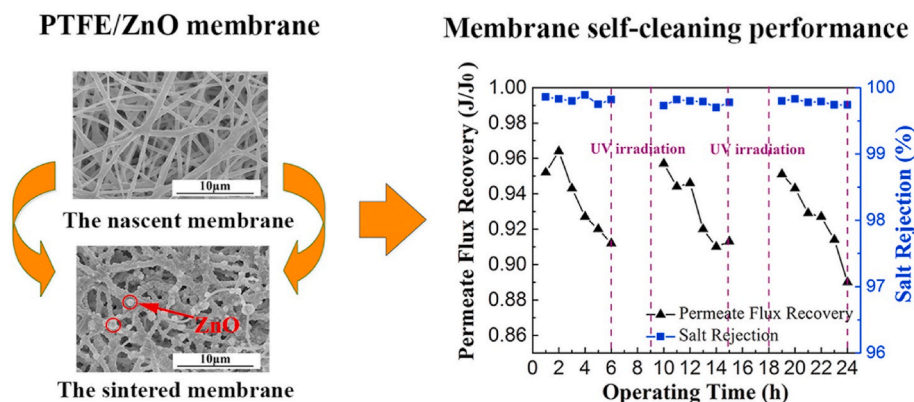 PTFE/ZnO membrane
10μm
The nascent membrane
ZnO
10μm
The sintered membrane
Membrane self-cleaning performance
Permeate Flux Recovery (J/J0)
1.00
0.98
0.96
0.94
0.92
0.90
0.88
0.86
UV irradiation
UV irradiation
Permeate Flux Recovery
Salt Rejection
0 2 4 6 8 10 12 14 16 18 20 22 24
Operating Time (h)
100
99
98
97
96
Salt Rejection (%)